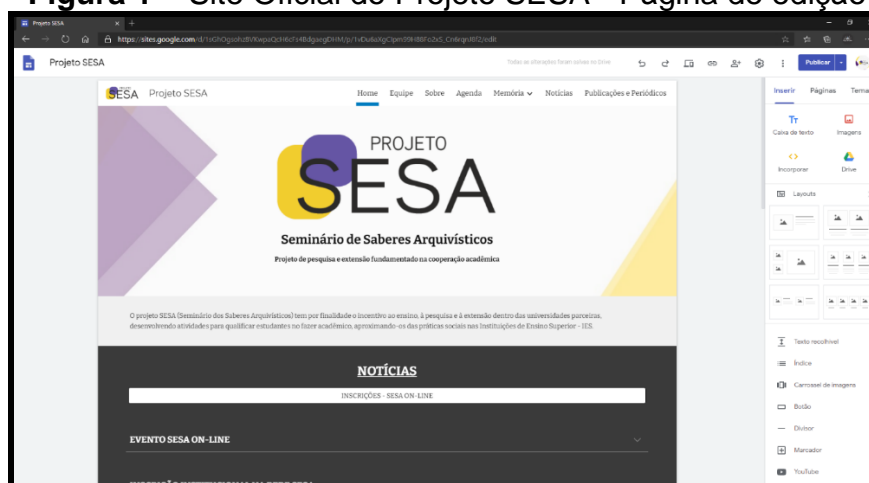 Figura 1 – Site Oficial do Projeto SESA - Página de edição
Projeto SESA
Projeto SESA
Todas as alterações foram salvas no Drive
Publicar
SESA Projeto SESA
Home Equipe Sobre Agenda Memória Notícias Publicações e Periódicos
Inserir Páginas Tema
Caixa de texto Imagens
Incorporar Drive
Layouts
PROJETO
SESA
Seminário de Saberes Arquivísticos
Projeto de pesquisa e extensão fundamentado na cooperação acadêmica
O projeto SESA (Seminário dos Saberes Arquivísticos) tem por finalidade o incentivo ao ensino, à pesquisa e à extensão dentro das universidades parceiras,
desenvolvendo atividades para qualificar estudantes no fazer acadêmico, aproximando-os das práticas sociais nas Instituições de Ensino Superior - IES.
NOTÍCIAS
INSCRIÇÕES - SESA ON-LINE
EVENTO SESA ON-LINE
Texto recolhível
Índice
Carrossel de imagens
Botão
Divisor
Marcador
YouTube